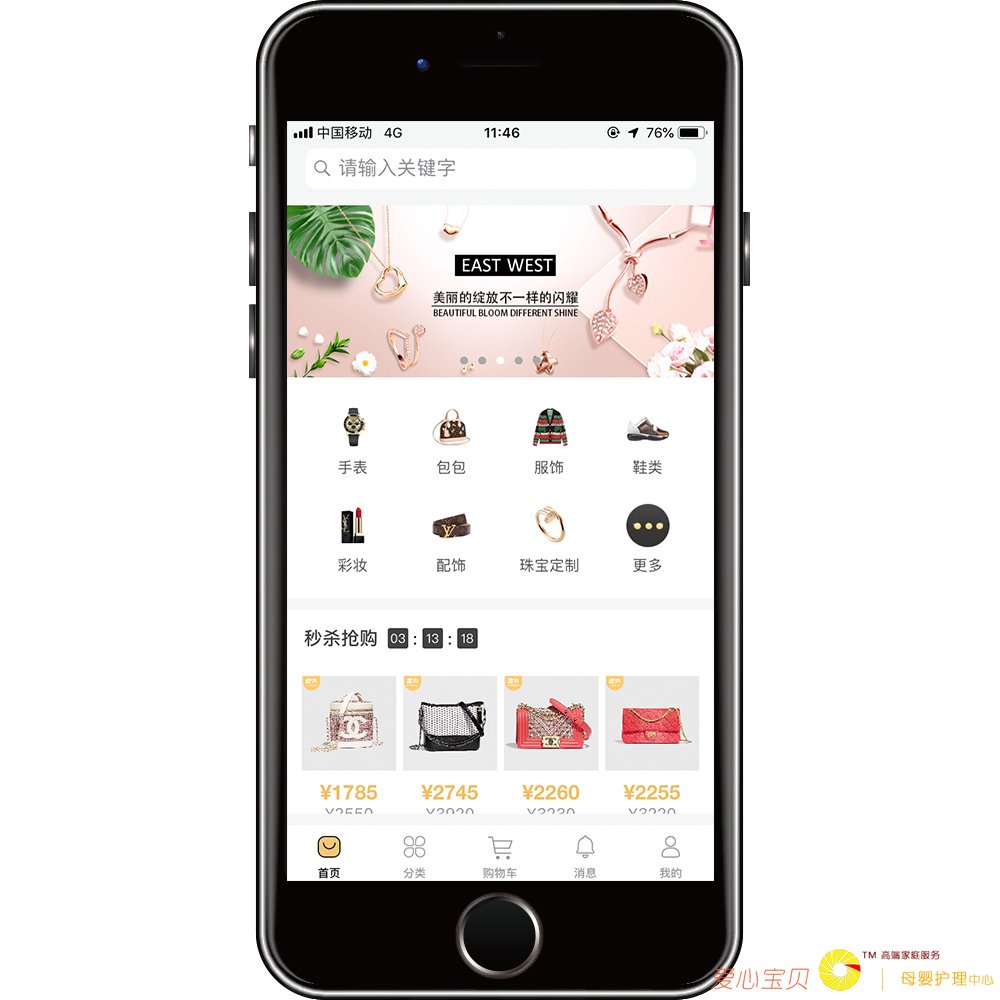 中国移动 4G 11:46 76%
请输入关键字
EAST WEST
美丽的绽放不一样的闪耀
BEAUTIFUL BLOOM DIFFERENT SHINE
手表 包包 服饰 鞋类
彩妆 配饰 珠宝定制 更多
秒杀抢购 03 : 13 : 18
¥1785 ¥2745 ¥2260 ¥2255
¥2550 ¥3920 ¥3230 ¥3220
首页 分类 购物车 消息 我的
爱心宝贝 TM 高端家庭服务
母婴护理中心